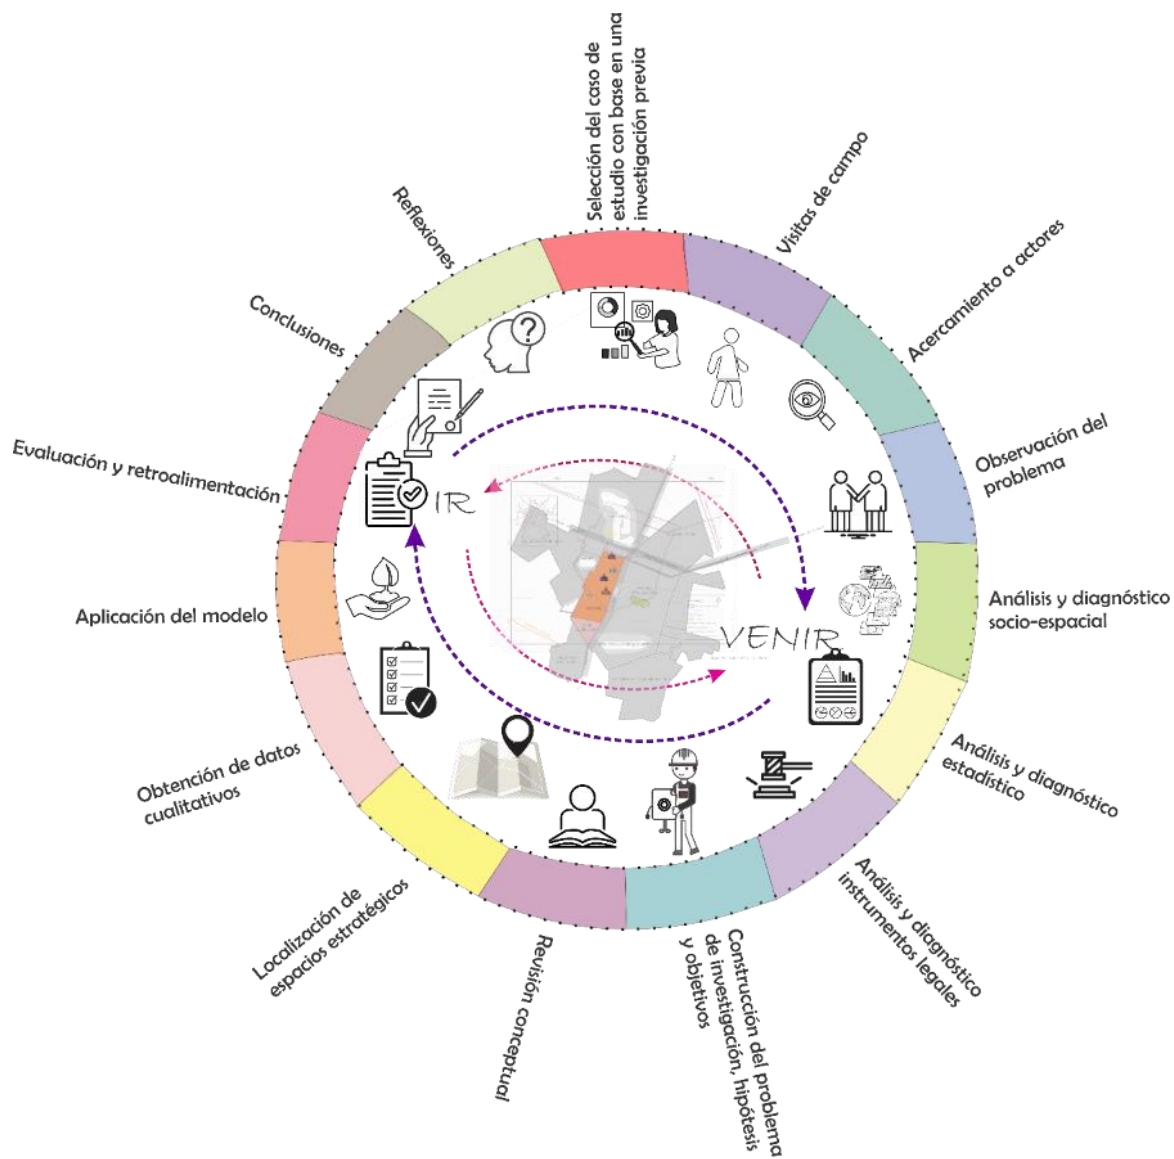 Selección del caso de
estudio con base en una
investigación previa
Visitas de campo
Acercamiento a actores
Observación del
problema
Análisis y diagnóstico
socio-espacial
Análisis y diagnóstico
estadístico
Análisis y diagnóstico
instrumentos legales
Construcción del problema
de investigación, hipótesis
y objetivos
Revisión conceptual
Localización de
espacios estratégicos
Obtención de datos
cualitativos
Aplicación del modelo
Evaluación y retroalimentación
Conclusiones
Reflexiones
IR
VENIR
?